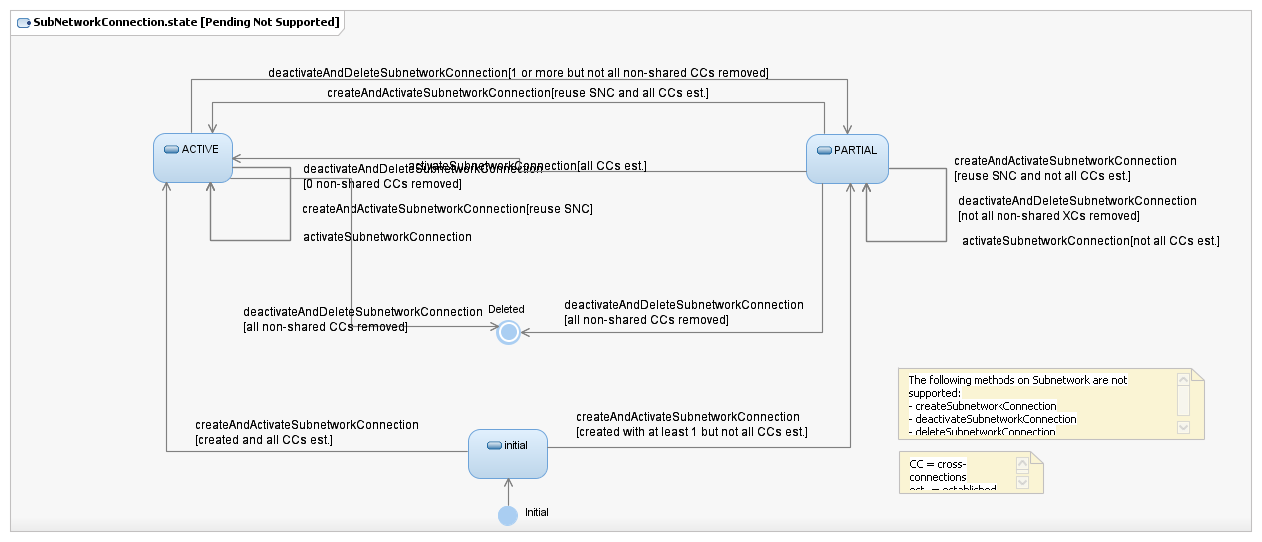 SubNetworkConnection.state [Pending Not Supported]
deactivateAndDeleteSubnetworkConnection[1 or more but not all non-shared CCs removed]
createAndActivateSubnetworkConnection[reuse SNC and all CCs est.]
ACTIVE
PARTIAL
activateSubnetworkConnection[all CCs est.]
deactivateAndDeleteSubnetworkConnection
[0 non-shared CCs removed]
createAndActivateSubnetworkConnection[reuse SNC]
activateSubnetworkConnection
createAndActivateSubnetworkConnection
[reuse SNC and not all CCs est.]
deactivateAndDeleteSubnetworkConnection
[not all non-shared XCs removed]
activateSubnetworkConnection[not all CCs est.]
deactivateAndDeleteSubnetworkConnection
[all non-shared CCs removed]
Deleted
deactivateAndDeleteSubnetworkConnection
[all non-shared CCs removed]
The following methods on Subnetwork are not
supported:
- createSubnetworkConnection
- deactivateSubnetworkConnection
- deleteSubnetworkConnection
createAndActivateSubnetworkConnection
[created and all CCs est.]
createAndActivateSubnetworkConnection
[created with at least 1 but not all CCs est.]
initial
CC = cross-
connections
est. = established
Initial